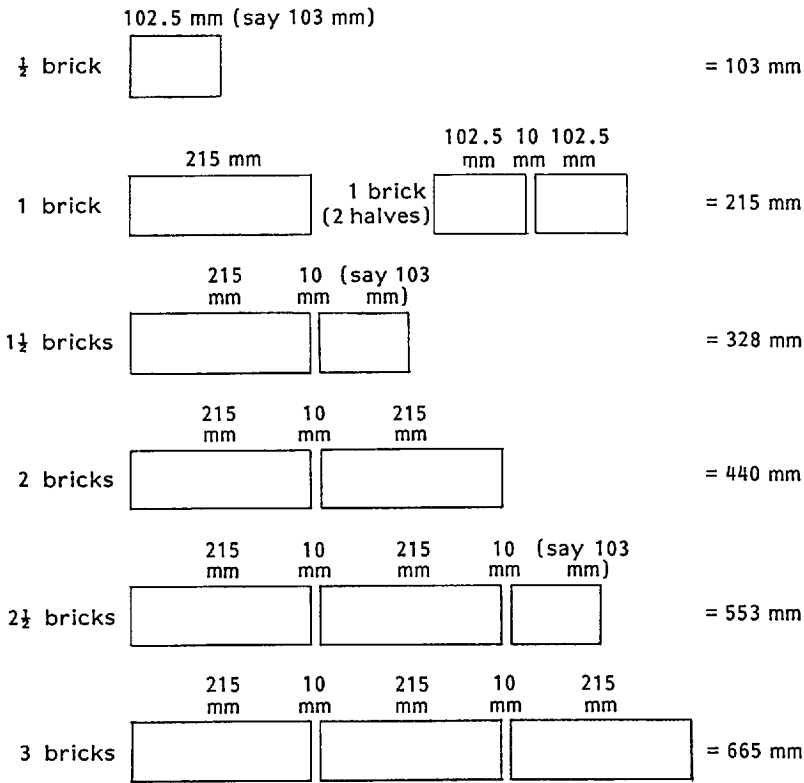 102.5 mm (say 103 mm)
½ brick = 103 mm
102.5 10 102.5
215 mm mm mm mm
1 brick 1 brick = 215 mm
(2 halves)
215 10 (say 103
mm mm mm)
1½ bricks = 328 mm
215 10 215
mm mm mm
2 bricks = 440 mm
215 10 215 10 (say 103
mm mm mm mm mm)
2½ bricks = 553 mm
215 10 215 10 215
mm mm mm mm mm
3 bricks = 665 mm